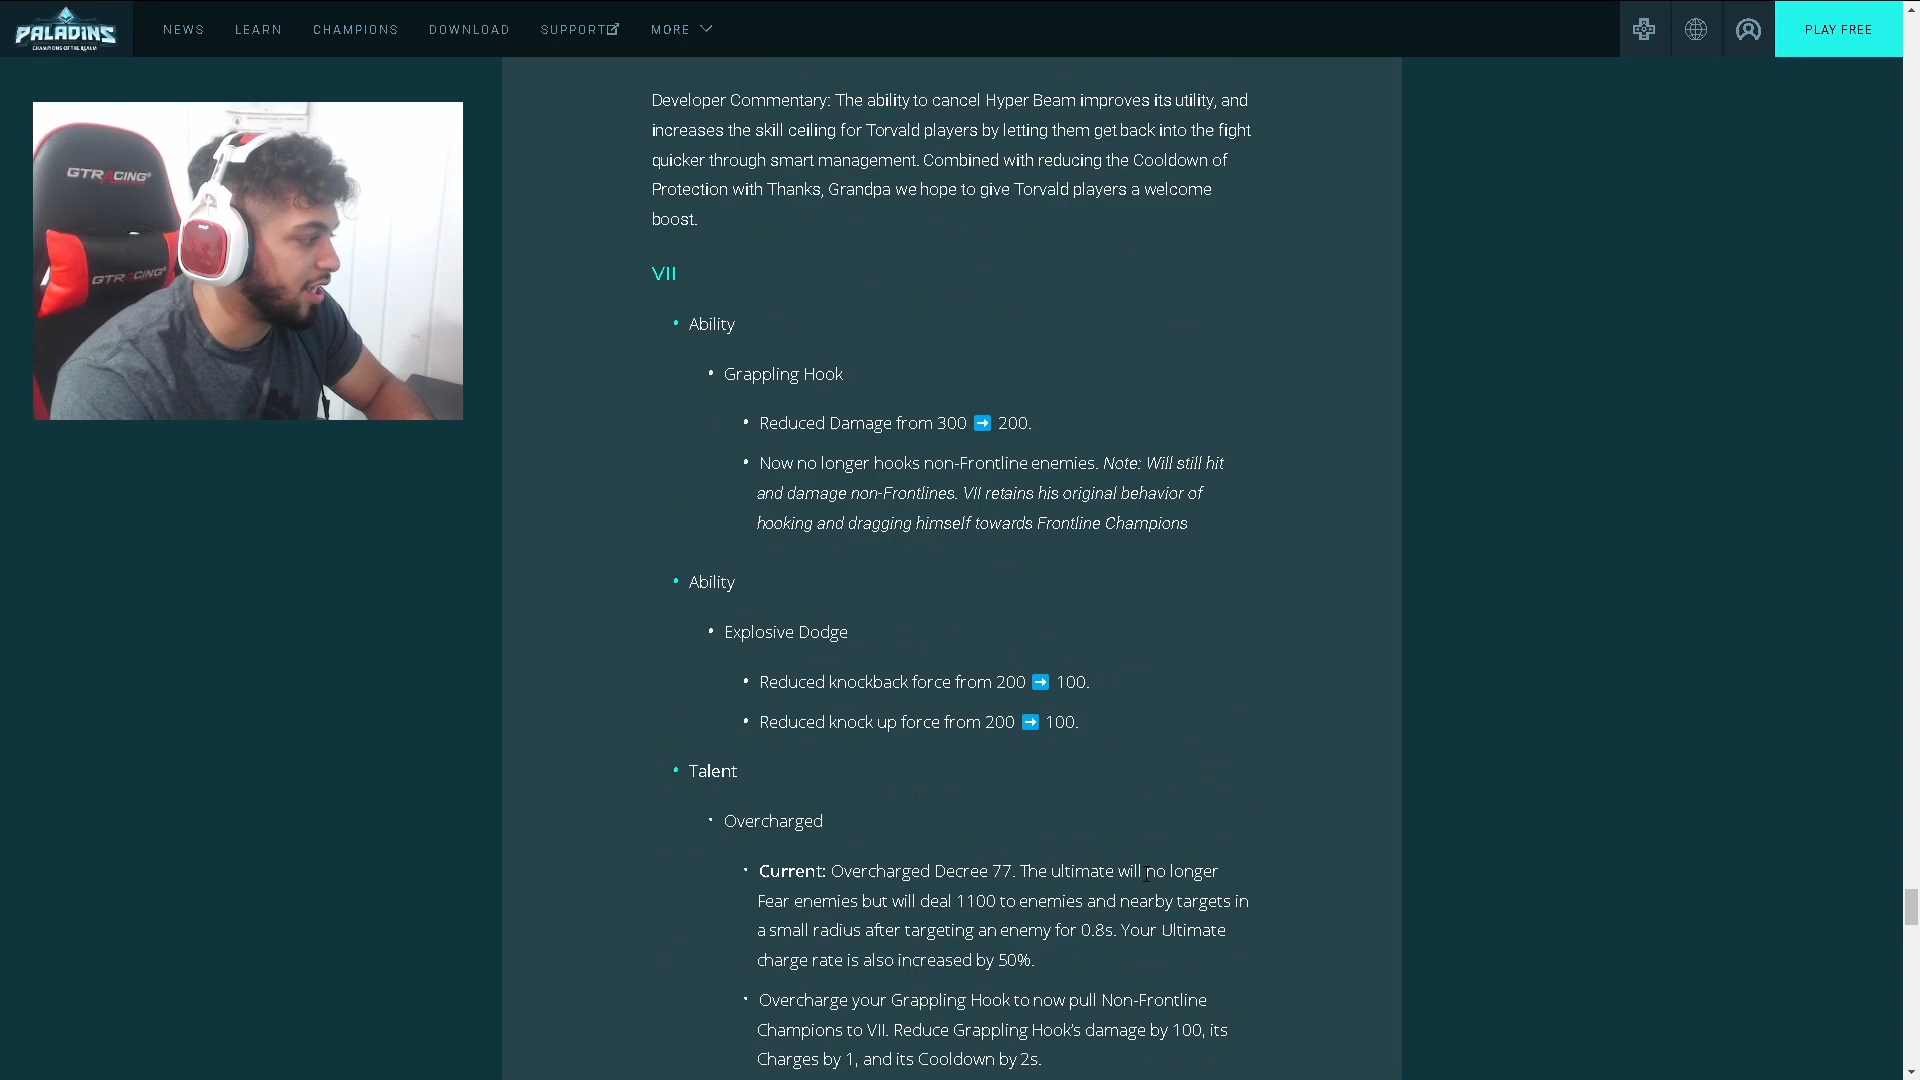 PALADINS
CHAMPIONS OF THE REALM
NEWS
LEARN
CHAMPIONS
DOWNLOAD
SUPPORT
MORE
PLAY FREE
GTRACING
GTRACING
Developer Commentary: The ability to cancel Hyper Beam improves its utility, and
increases the skill ceiling for Torvald players by letting them get back into the fight
quicker through smart management. Combined with reducing the Cooldown of
Protection with Thanks, Grandpa we hope to give Torvald players a welcome
boost.
VII
• Ability
• Grappling Hook
• Reduced Damage from 300 ➡ 200.
• Now no longer hooks non-Frontline enemies. Note: Will still hit
and damage non-Frontlines. VII retains his original behavior of
hooking and dragging himself towards Frontline Champions
• Ability
• Explosive Dodge
• Reduced knockback force from 200 ➡ 100.
• Reduced knock up force from 200 ➡ 100.
• Talent
• Overcharged
• Current: Overcharged Decree 77. The ultimate will no longer
Fear enemies but will deal 1100 to enemies and nearby targets in
a small radius after targeting an enemy for 0.8s. Your Ultimate
charge rate is also increased by 50%.
• Overcharge your Grappling Hook to now pull Non-Frontline
Champions to VII. Reduce Grappling Hook's damage by 100, its
Charges by 1, and its Cooldown by 2s.